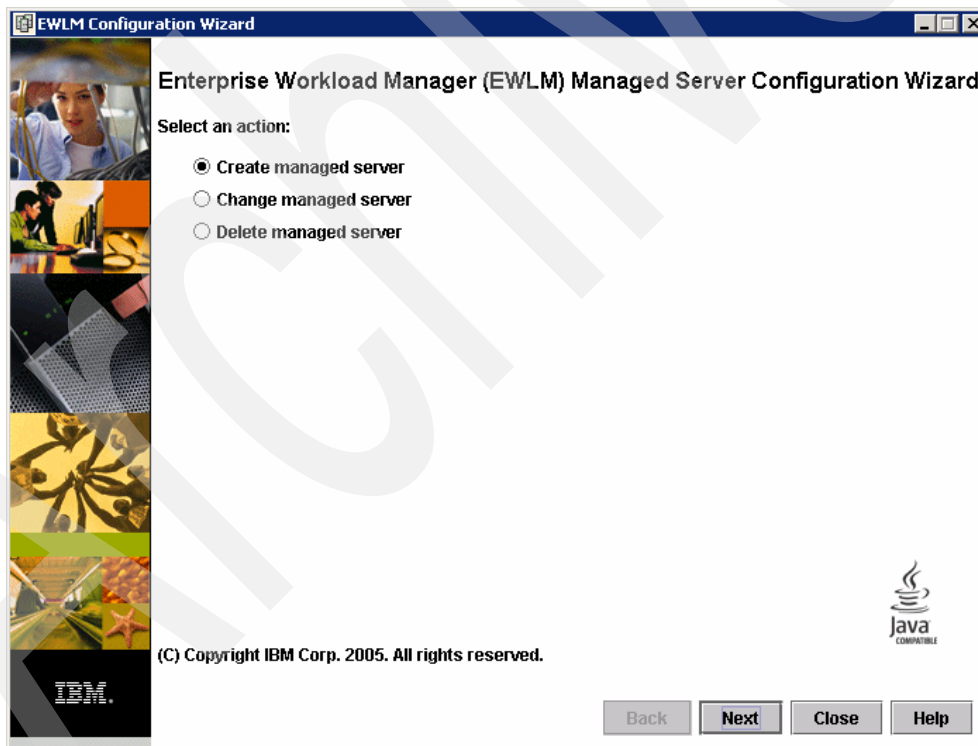 EWLM Configuration Wizard
Enterprise Workload Manager (EWLM) Managed Server Configuration Wizard
Select an action:
Create managed server
Change managed server
Delete managed server
Java
COMPATIBLE
(C) Copyright IBM Corp. 2005. All rights reserved.
IBM.
Back
Next
Close
Help